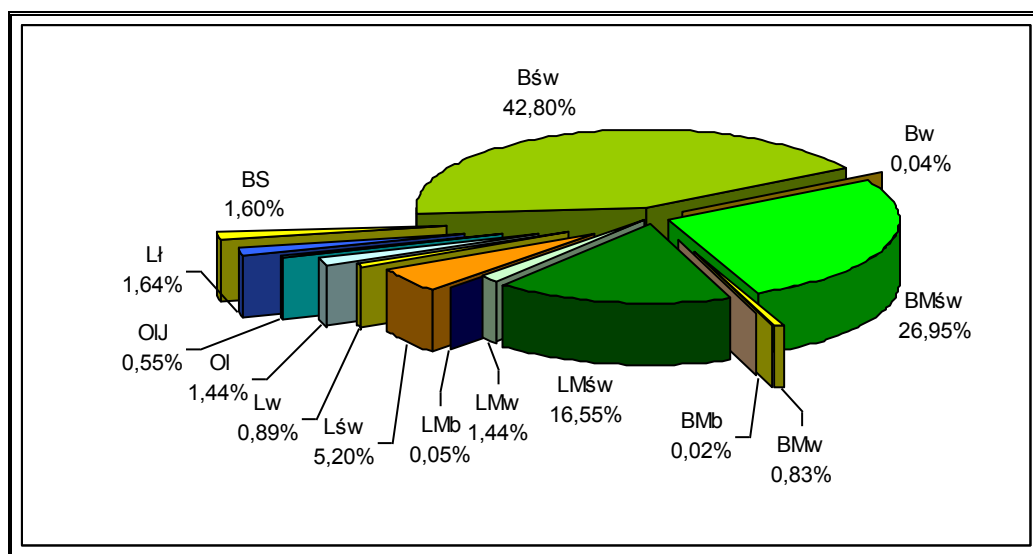 Bśw
42,80%
Bw
0,04%
BMśw
26,95%
BMw
0,83%
BMb
0,02%
LMśw
16,55%
LMw
1,44%
LMb
0,05%
Lśw
5,20%
Lw
0,89%
Ol
1,44%
OlJ
0,55%
Lł
1,64%
BS
1,60%